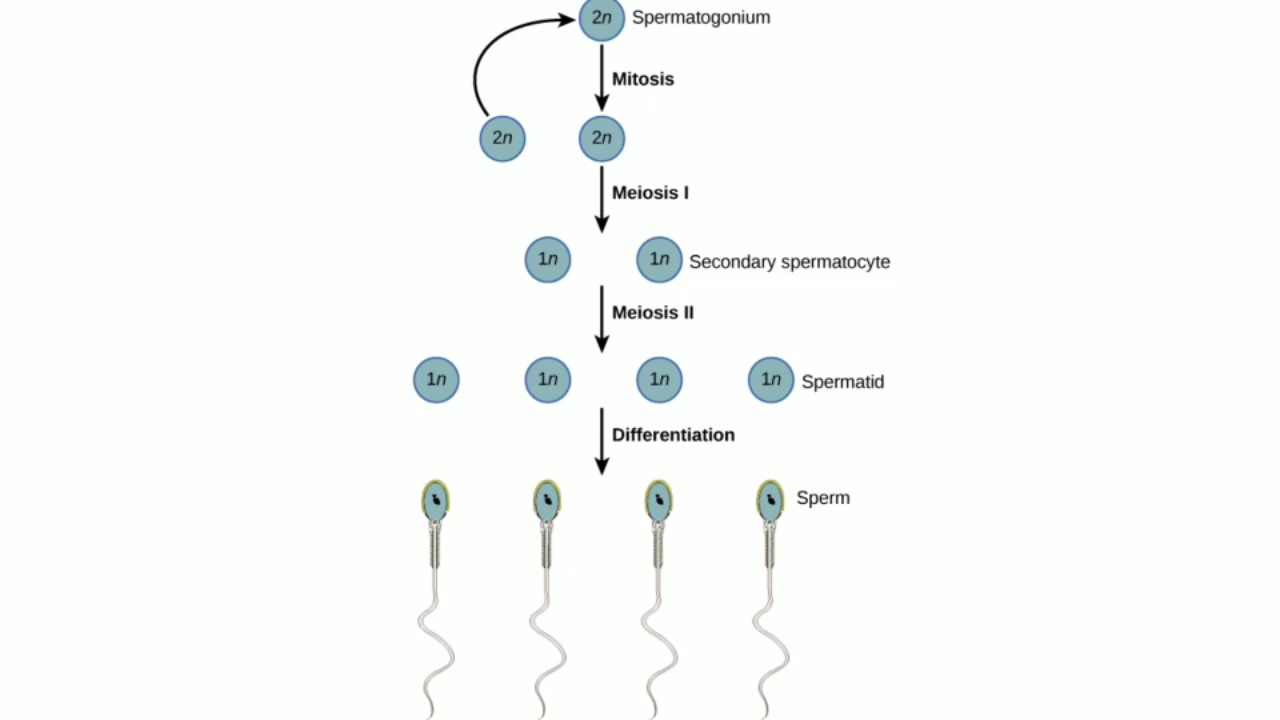 2n Spermatogonium
Mitosis
2n 2n
Meiosis I
1n 1n Secondary spermatocyte
Meiosis II
1n 1n 1n 1n Spermatid
Differentiation
Sperm